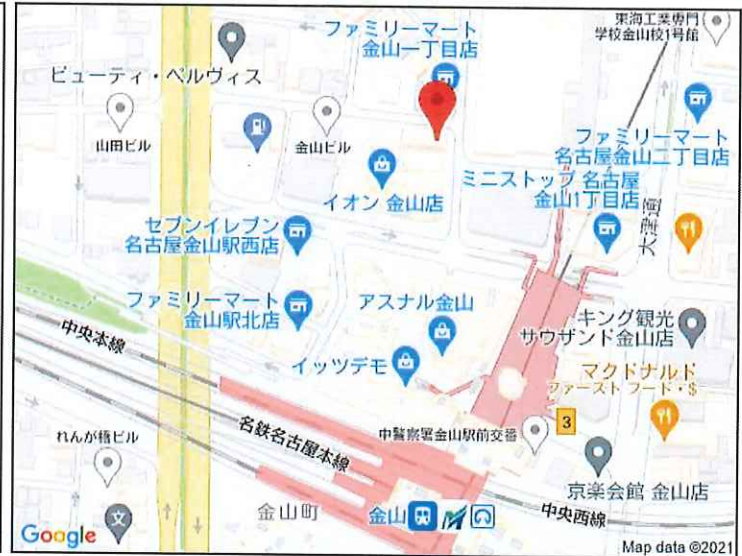 ファミリーマート
金山一丁目店
東海工業専門
学校金山校1号館
ビューティ・ベルヴィス
山田ビル
金山ビル
ファミリーマート
名古屋金山二丁目店
イオン 金山店
ミニストップ 名古屋
金山1丁目店
大津通
セブンイレブン
名古屋金山駅西店
ファミリーマート
金山駅北店
アスナル金山
キング観光
サウザンド金山店
中央本線
イッツデモ
マクドナルド
ファースト フード・$
名鉄名古屋本線
れんが橋ビル
中警察署金山駅前交番
3
京楽会館 金山店
文
金山町
金山
中央西線
Google
Map data ©2021